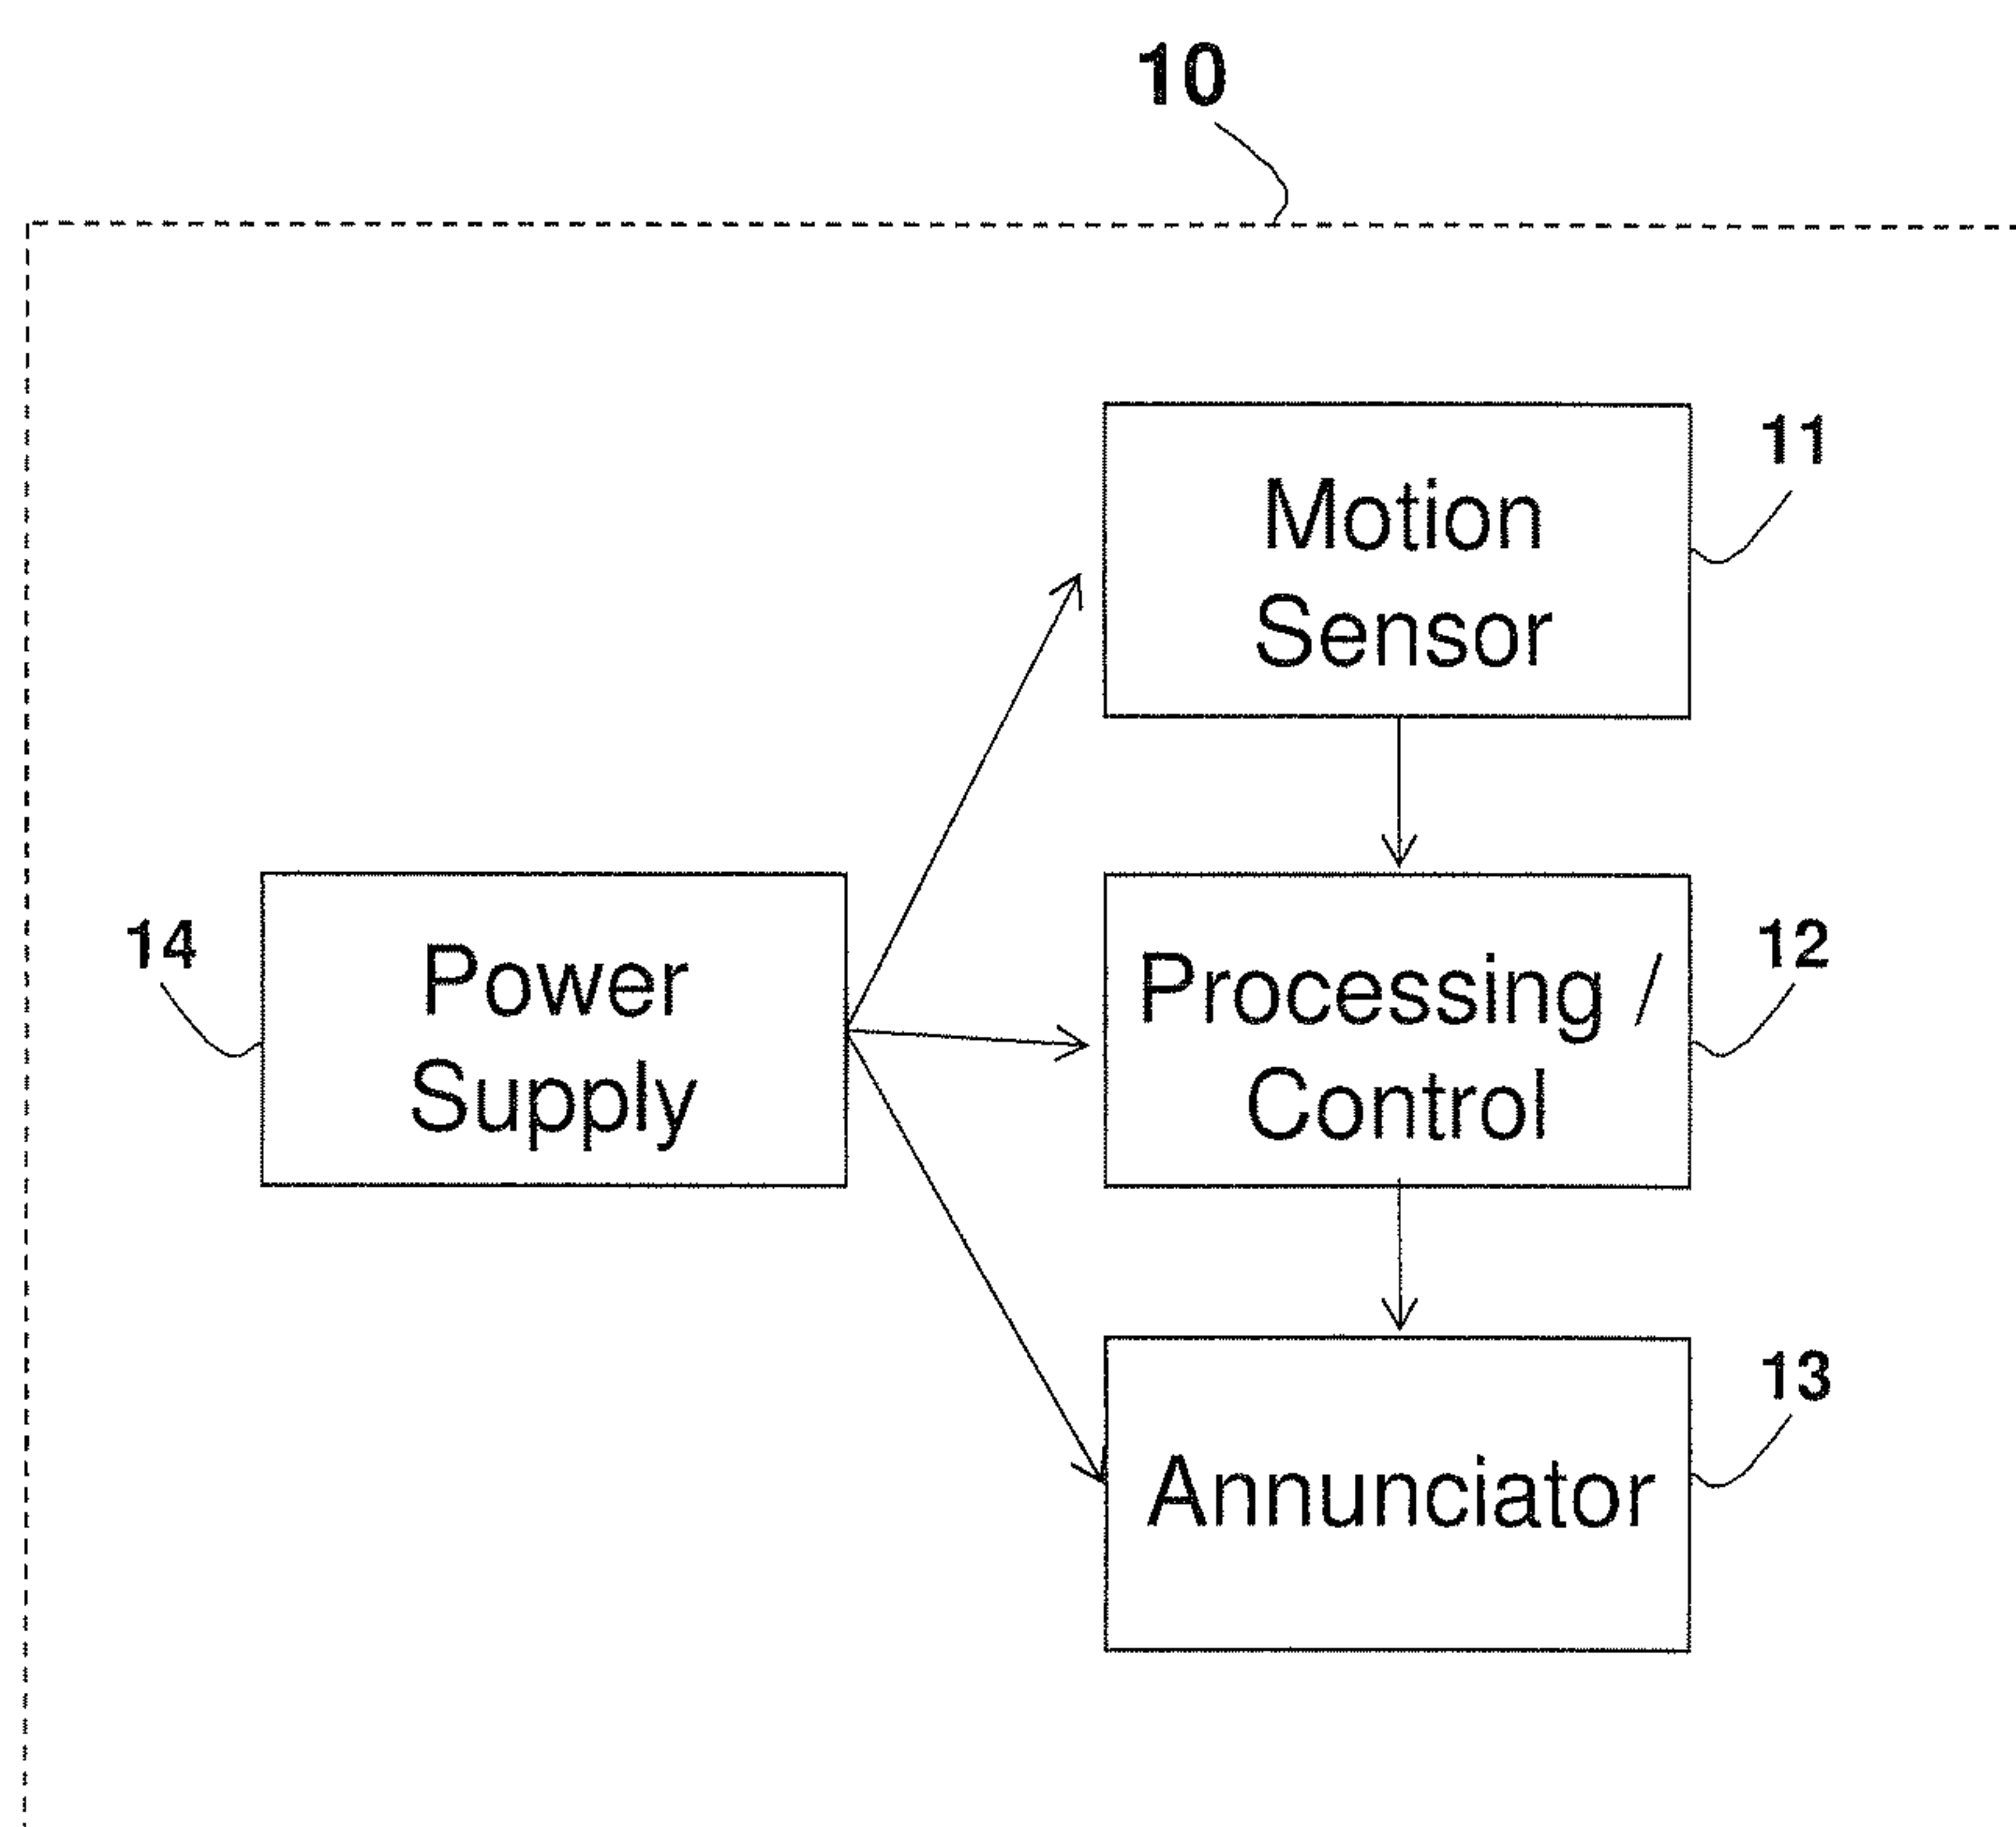 10
11
Motion
Sensor
14
Power
Supply
12
Processing /
Control
13
Annunciator